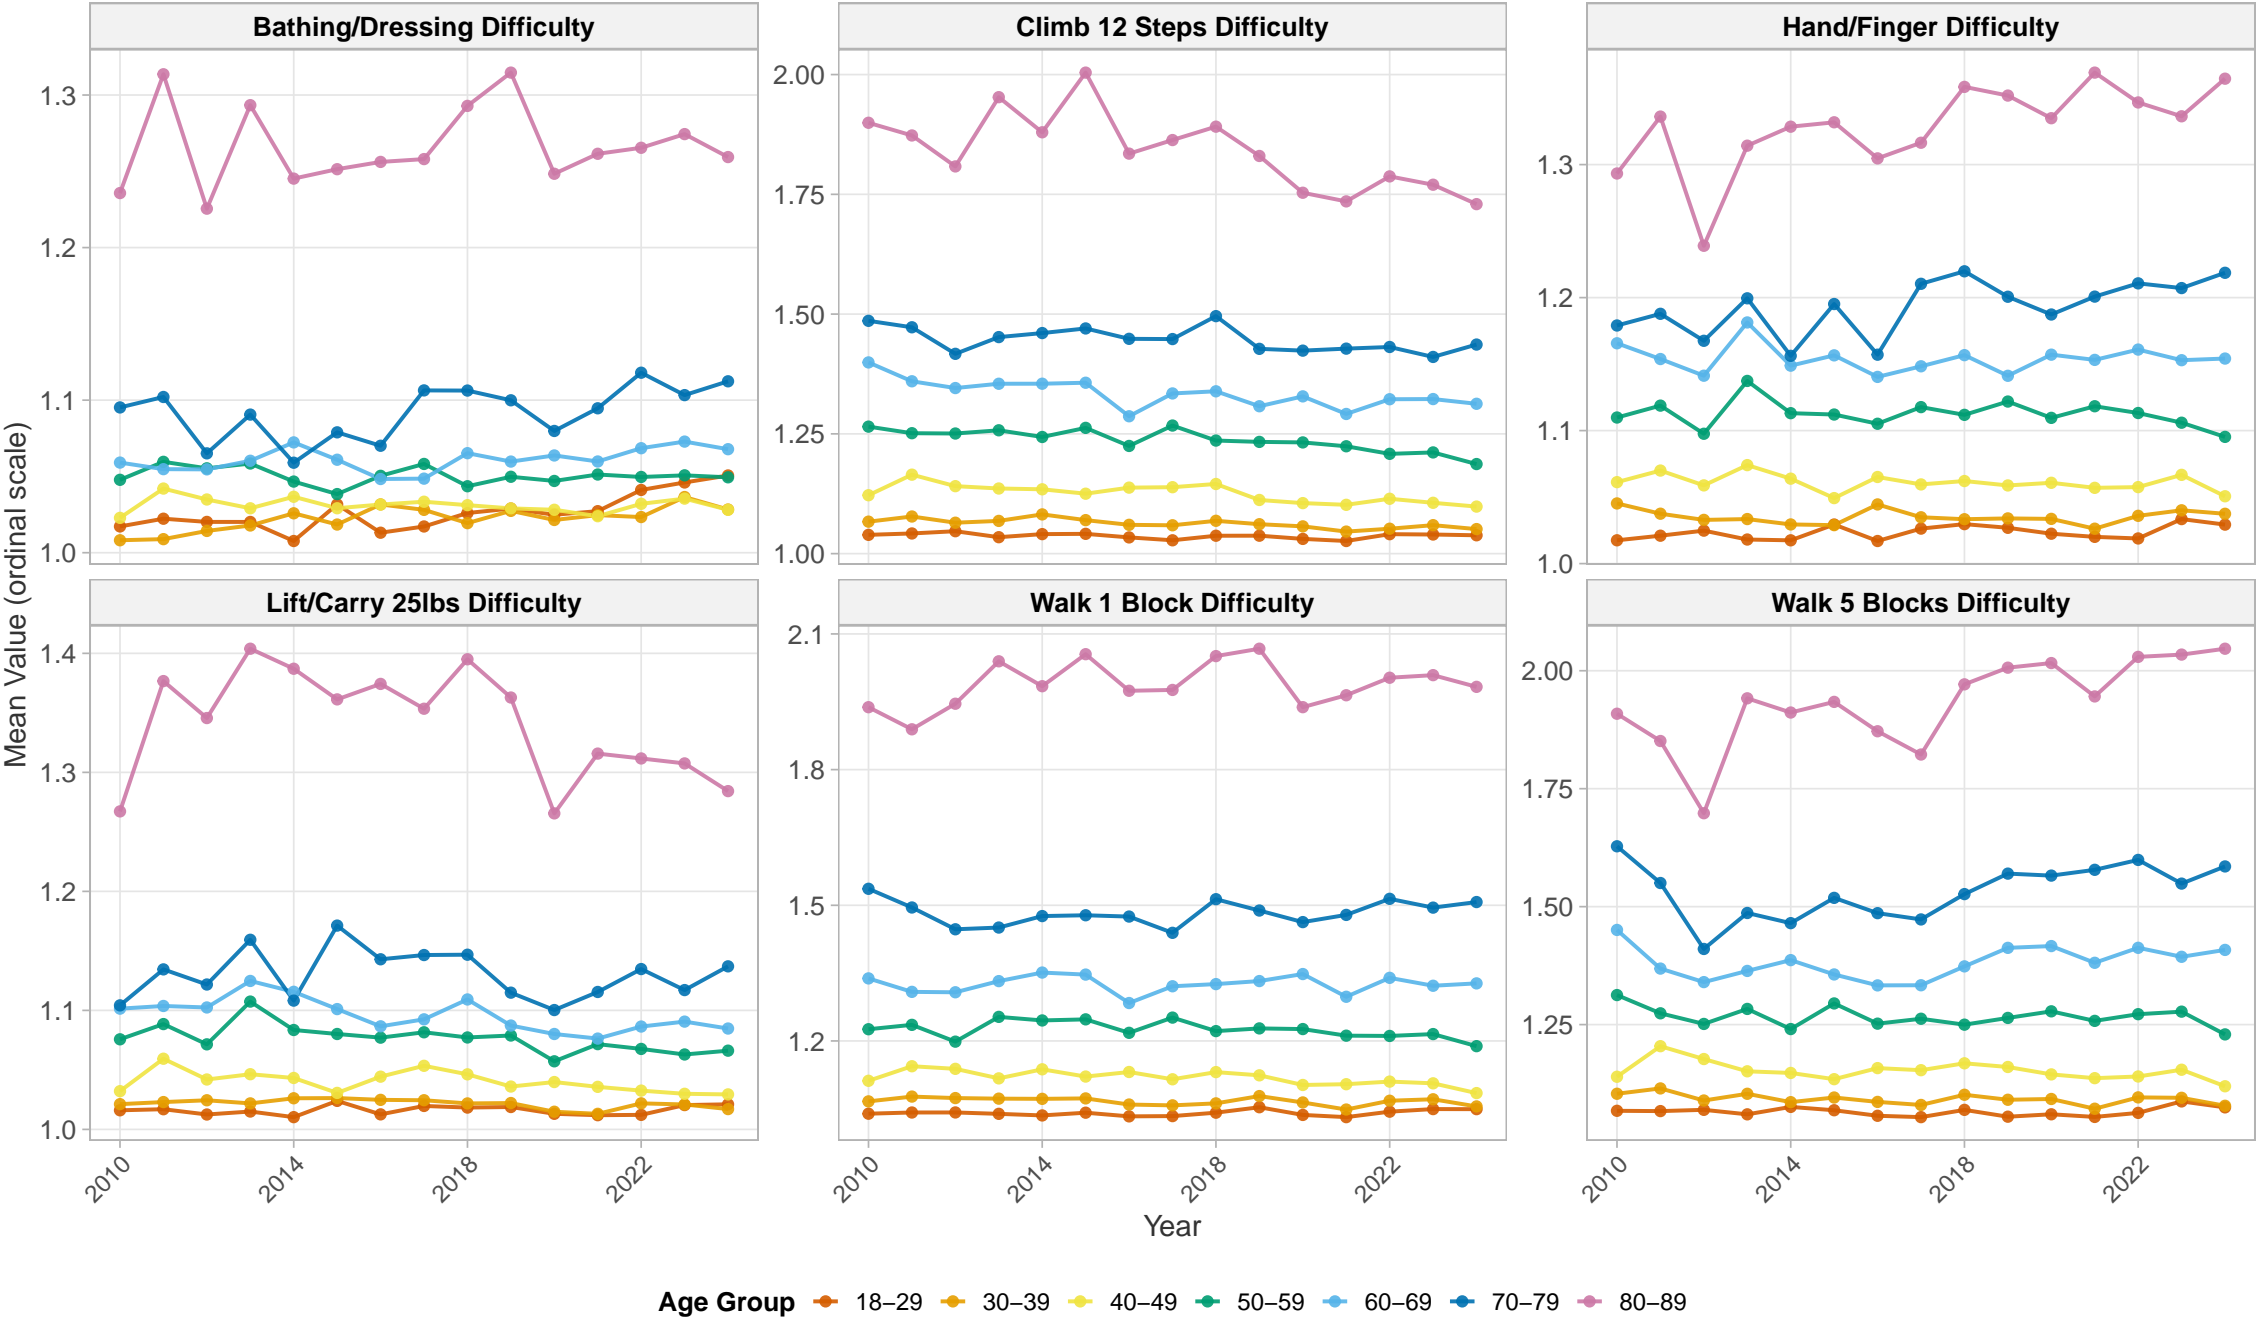 Bathing/Dressing Difficulty
Climb 12 Steps Difficulty
Hand/Finger Difficulty
1.3
1.2
1.1
1.0
2.00
1.75
1.50
1.25
1.00
1.3
1.2
1.1
1.0
Mean Value (ordinal scale)
Lift/Carry 25lbs Difficulty
Walk 1 Block Difficulty
Walk 5 Blocks Difficulty
1.4
1.3
1.2
1.1
1.0
2.1
1.8
1.5
1.2
2.00
1.75
1.50
1.25
2010 2014 2018 2022
2010 2014 2018 2022
2010 2014 2018 2022
Year
Age Group 18–29 30–39 40–49 50–59 60–69 70–79 80–89